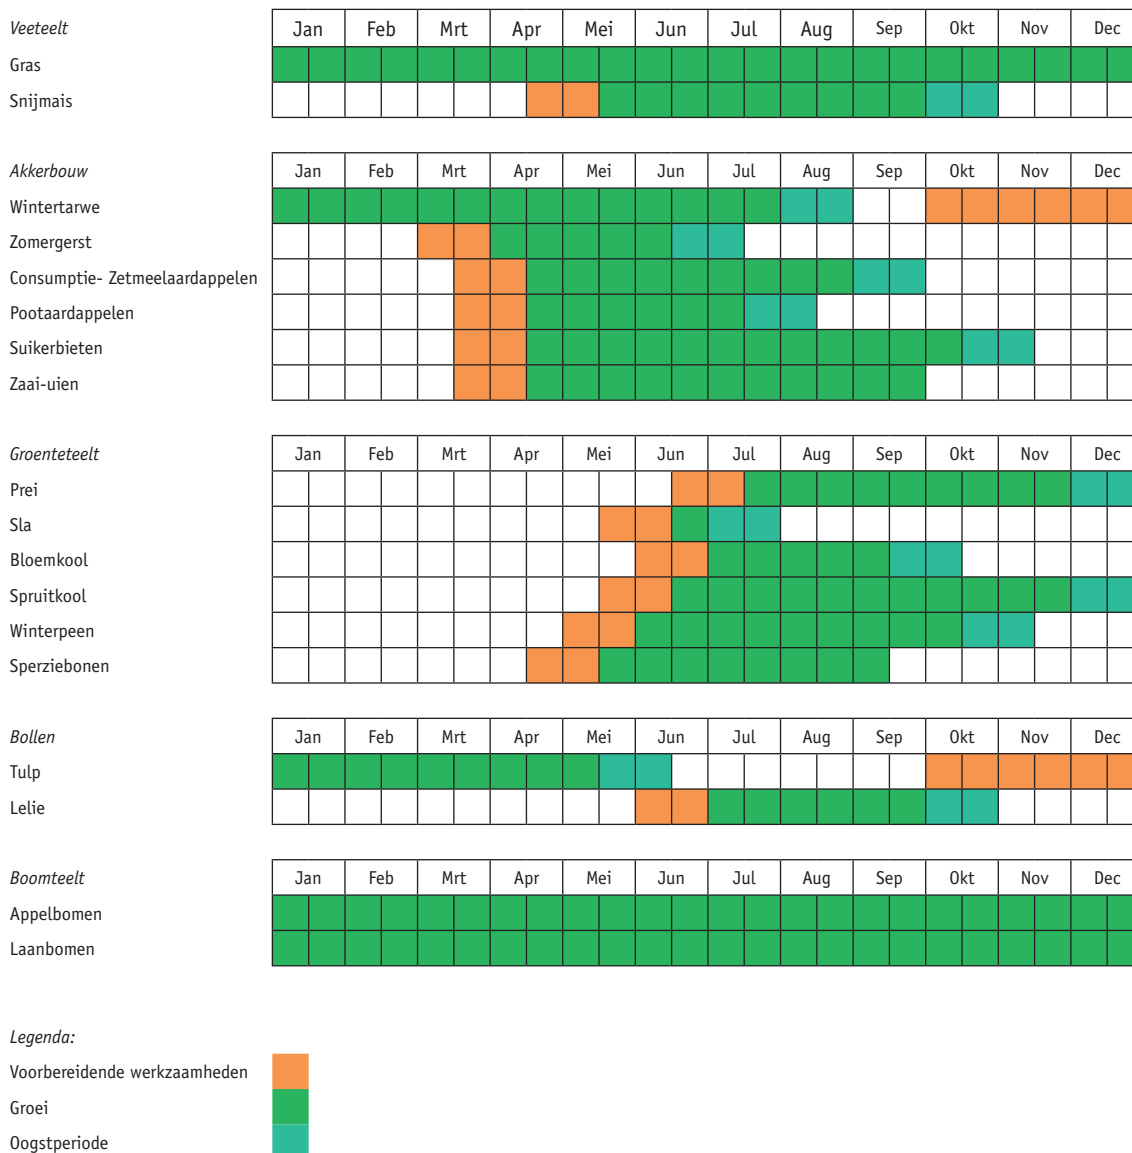 Veeteelt Jan Feb Mrt Apr Mei Jun Jul Aug Sep Okt Nov Dec
Gras
Snijmais
Akkerbouw Jan Feb Mrt Apr Mei Jun Jul Aug Sep Okt Nov Dec
Wintertarwe
Zomergerst
Consumptie- Zetmeelaardappelen
Pootaardappelen
Suikerbieten
Zaai-uien
Groenteteelt Jan Feb Mrt Apr Mei Jun Jul Aug Sep Okt Nov Dec
Prei
Sla
Bloemkool
Spruitkool
Winterpeen
Sperziebonen
Bollen Jan Feb Mrt Apr Mei Jun Jul Aug Sep Okt Nov Dec
Tulp
Lelie
Boomteelt Jan Feb Mrt Apr Mei Jun Jul Aug Sep Okt Nov Dec
Appelbomen
Laanbomen
Legenda:
Voorbereidende werkzaamheden
Groei
Oogstperiode